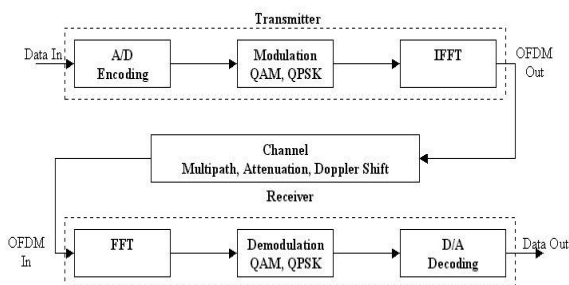 Transmitter
Data In
A/D
Encoding
Modulation
QAM, QPSK
IFFT
OFDM
Out
Channel
Multipath, Attenuation, Doppler Shift
Receiver
OFDM
In
FFT
Demodulation
QAM, QPSK
D/A
Decoding
Data Out